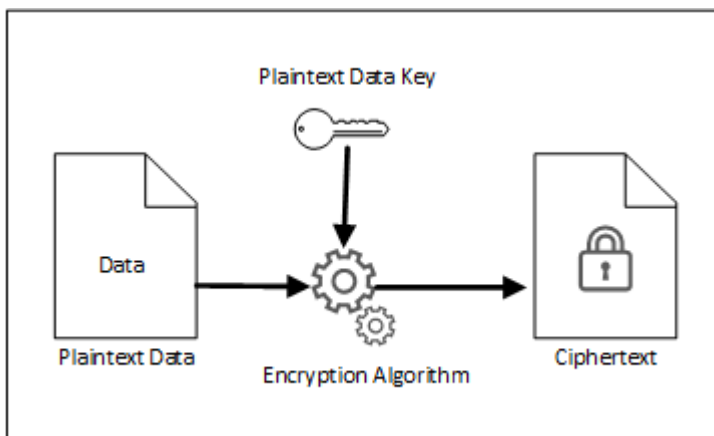 Plaintext Data Key
Data
Plaintext Data
Encryption Algorithm
Ciphertext